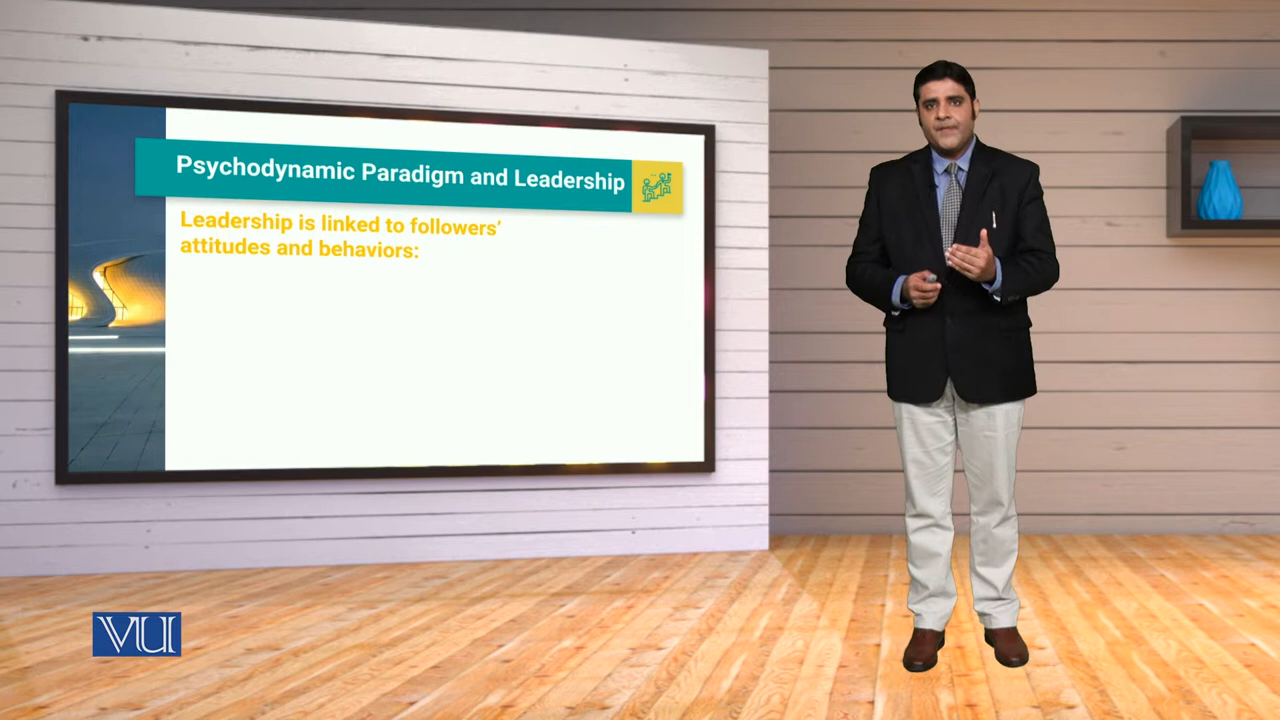 Psychodynamic Paradigm and Leadership
Leadership is linked to followers’
attitudes and behaviors:
VU